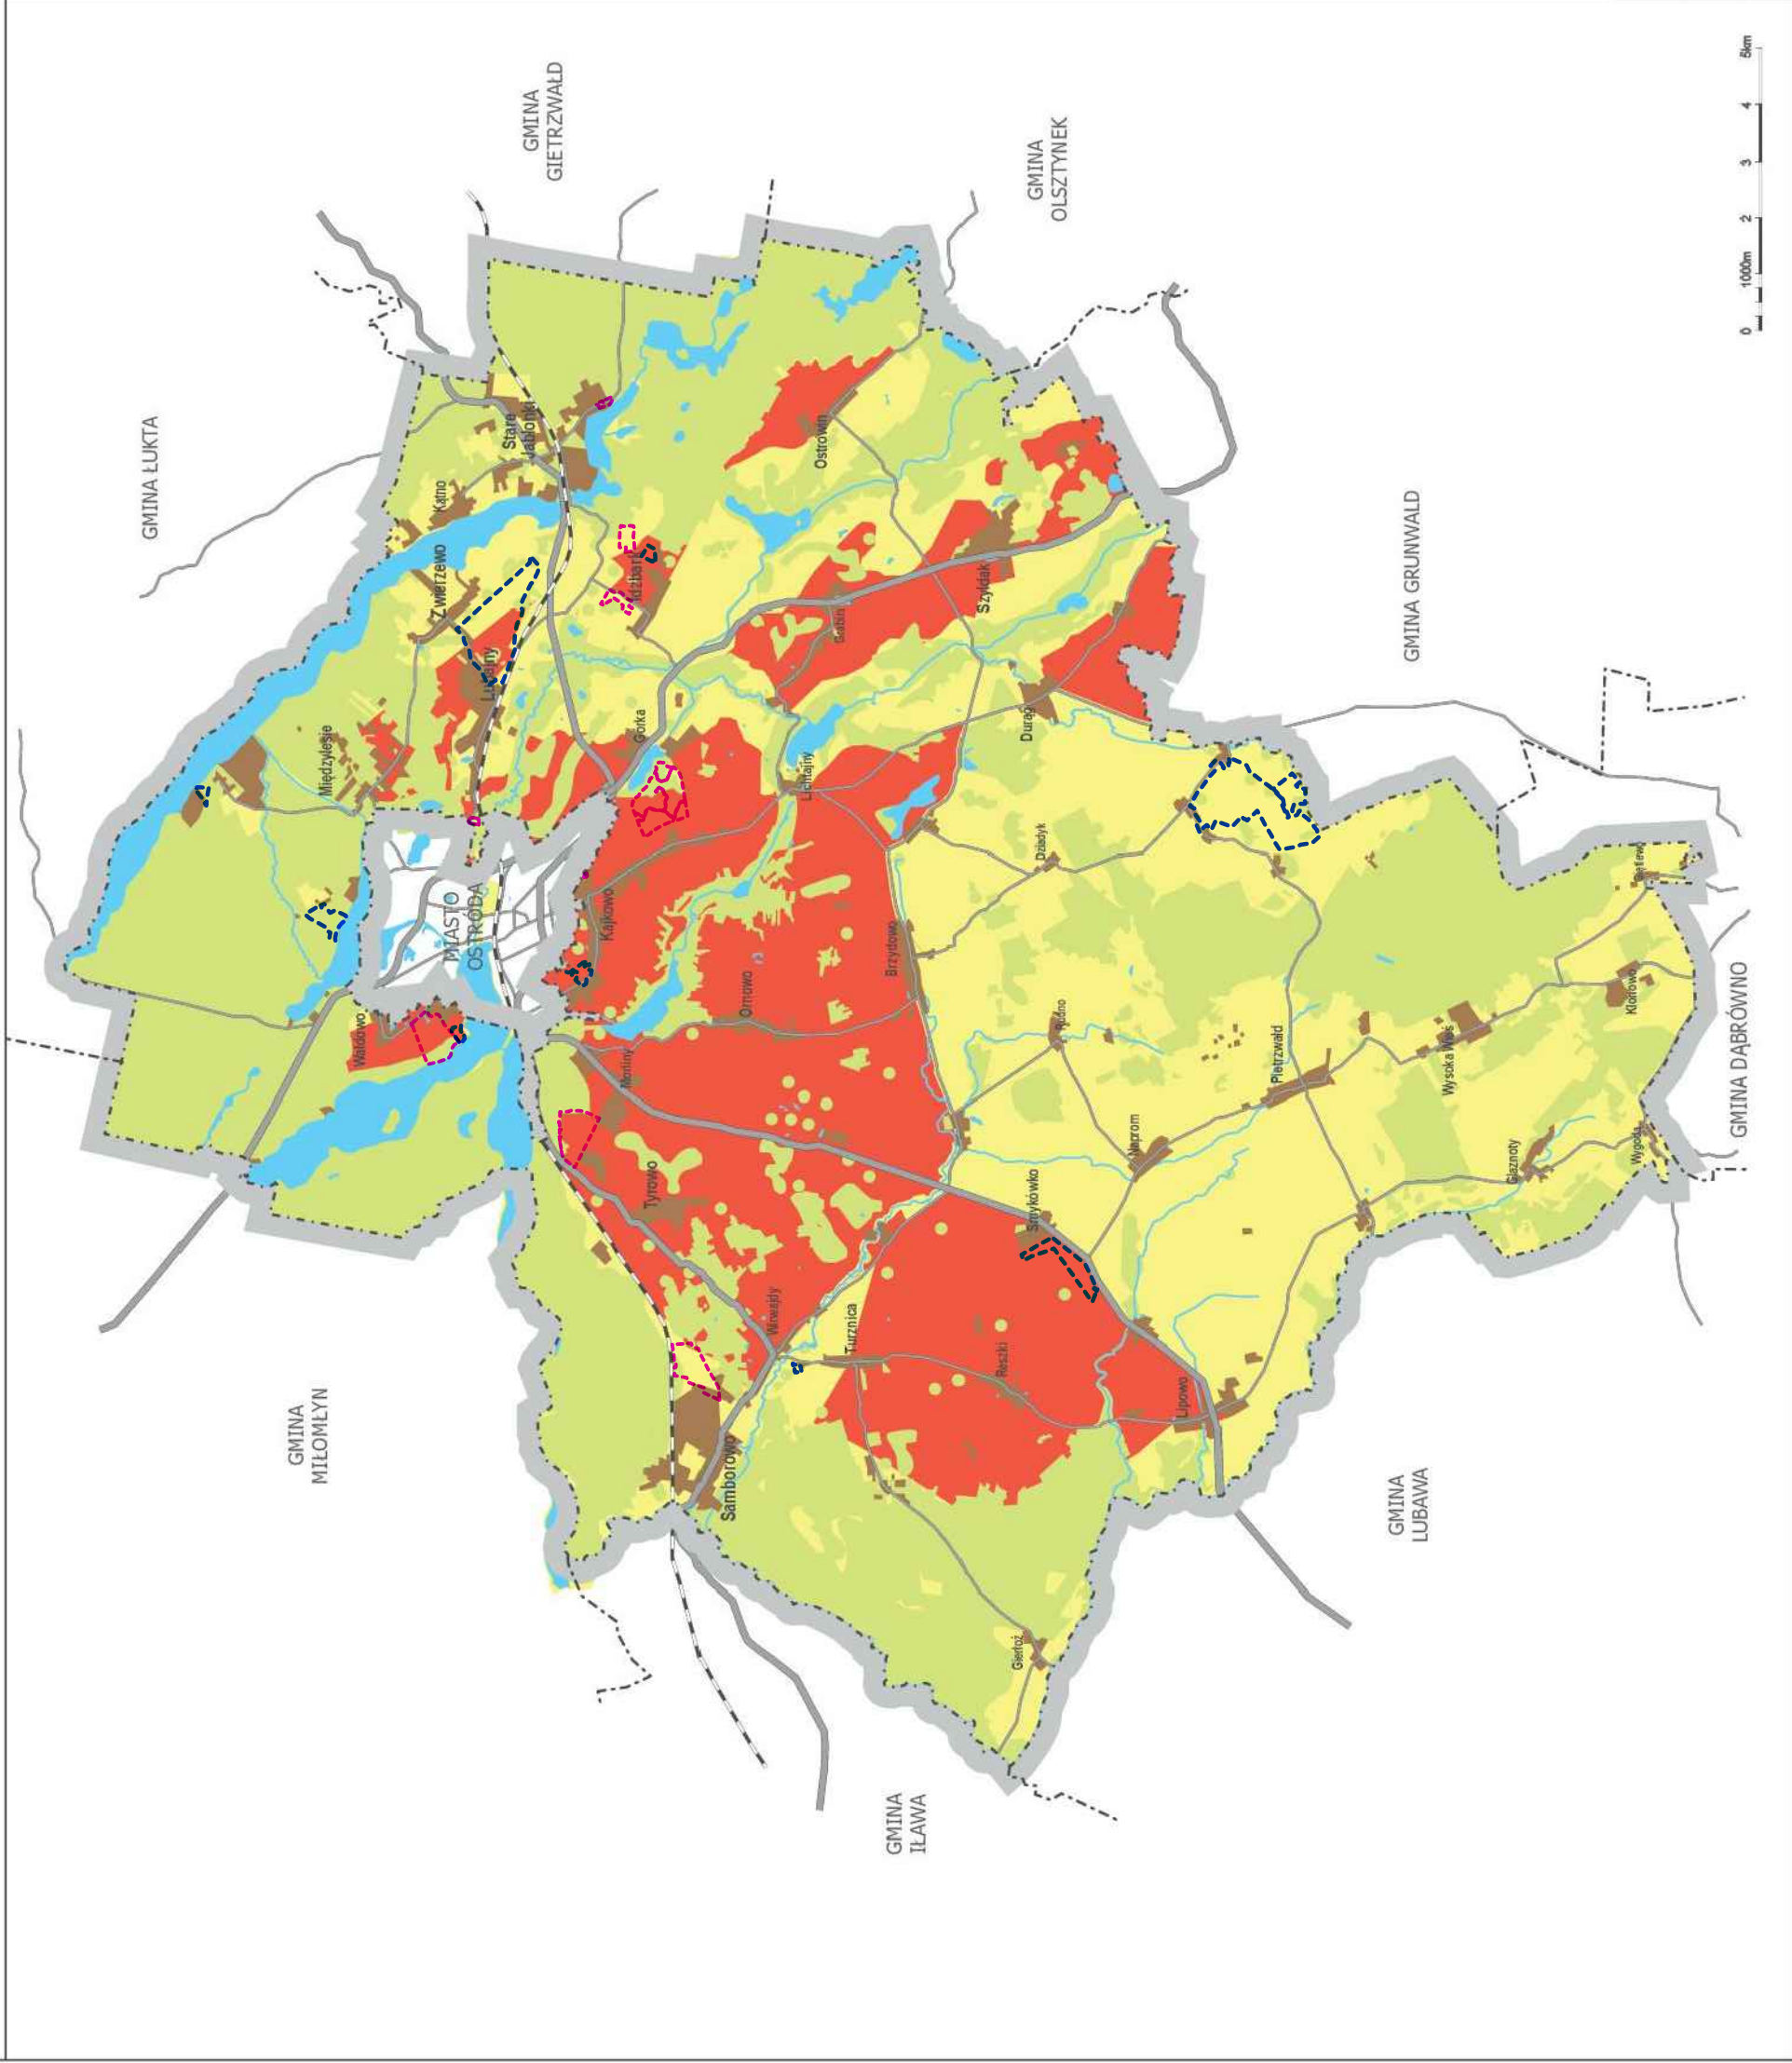 GMINA ŁUKTA
GMINA
MIŁOMŁYN
Międzylesie
Wałdowo
Zwierzewo
Kątno
MIASTO
OSTRÓDA
Lubajny
Stare
Jabłonki
GMINA
GIETRZWAŁD
Kajkowo
Morliny
Idzbark
Górka
Tyrowo
Samborowo
Ornowo
Wirwajdy
Lichtajny
Ostrowin
Grabin
Turznica
Brzydowo
GMINA
IŁAWA
Szyldak
Reszki
Gierłoż
Durąg
Smykówko
Dziadyk
GMINA
OLSZTYNEK
Rudno
Naprom
Lipowo
Pietrzwałd
GMINA
LUBAWA
GMINA GRUNWALD
Wysoka Wieś
Glaznoty
Klonowo
Wygoda
Giętlewo
GMINA DĄBRÓWNO
0 1000m 2 3 4 5km